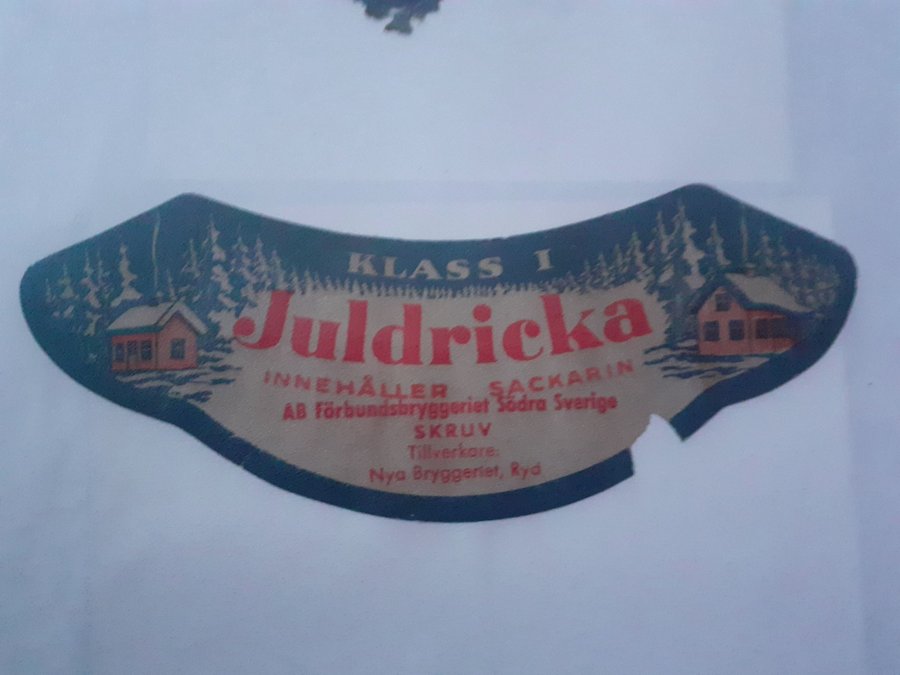 KLASS I
Juldricka
INNEHÅLLER SACKARIN
AB Förbundsbryggeriet Södra Sverige
SKRUV
Tillverkare:
Nya Bryggeriet, Ryd